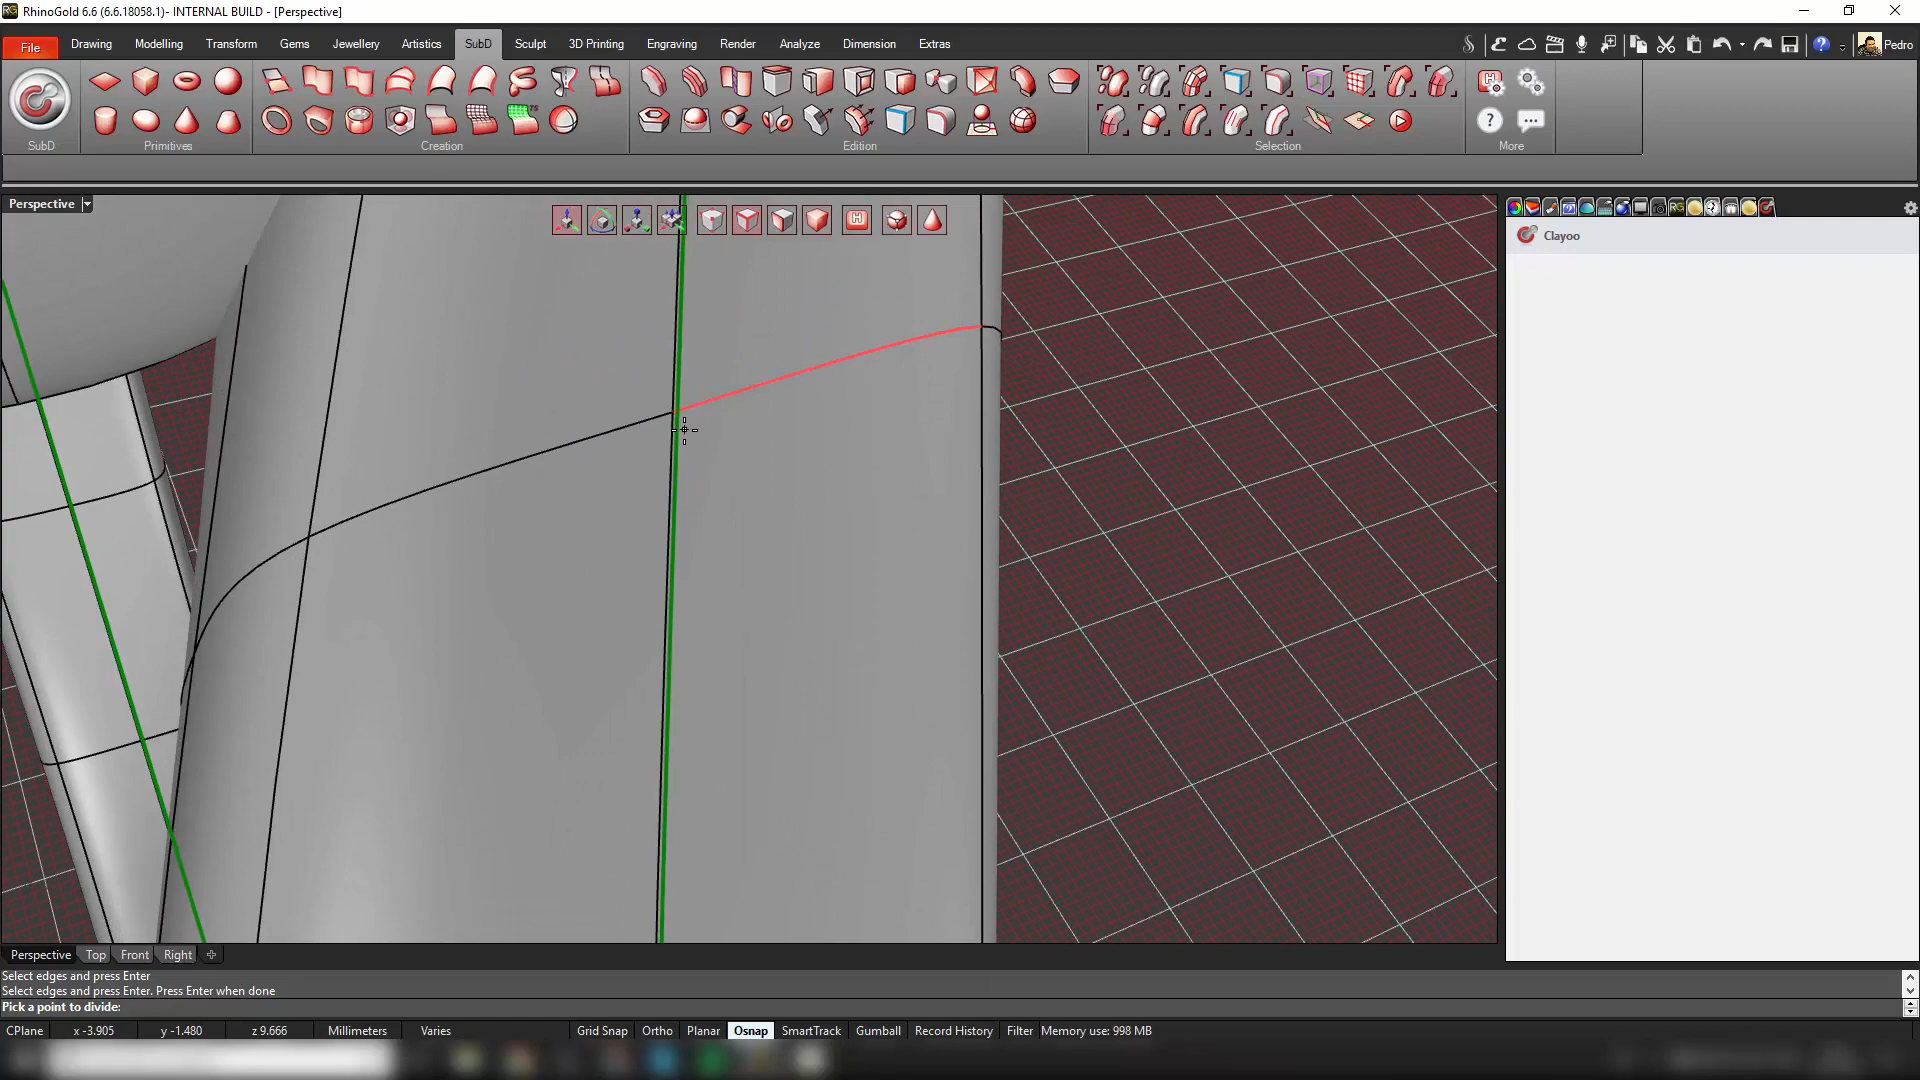 RhinoGold 6.6 (6.6.18058.1)- INTERNAL BUILD - [Perspective]
File Drawing Modelling Transform Gems Jewellery Artistics SubD Sculpt 3D Printing Engraving Render Analyze Dimension Extras Pedro
SubD Primitives Creation Edition Selection More
Perspective
Clayoo
Perspective Top Front Right
Select edges and press Enter
Select edges and press Enter. Press Enter when done
Pick a point to divide:
CPlane x -3.905 y -1.480 z 9.666 Millimeters Varies Grid Snap Ortho Planar Osnap SmartTrack Gumball Record History Filter Memory use: 998 MB